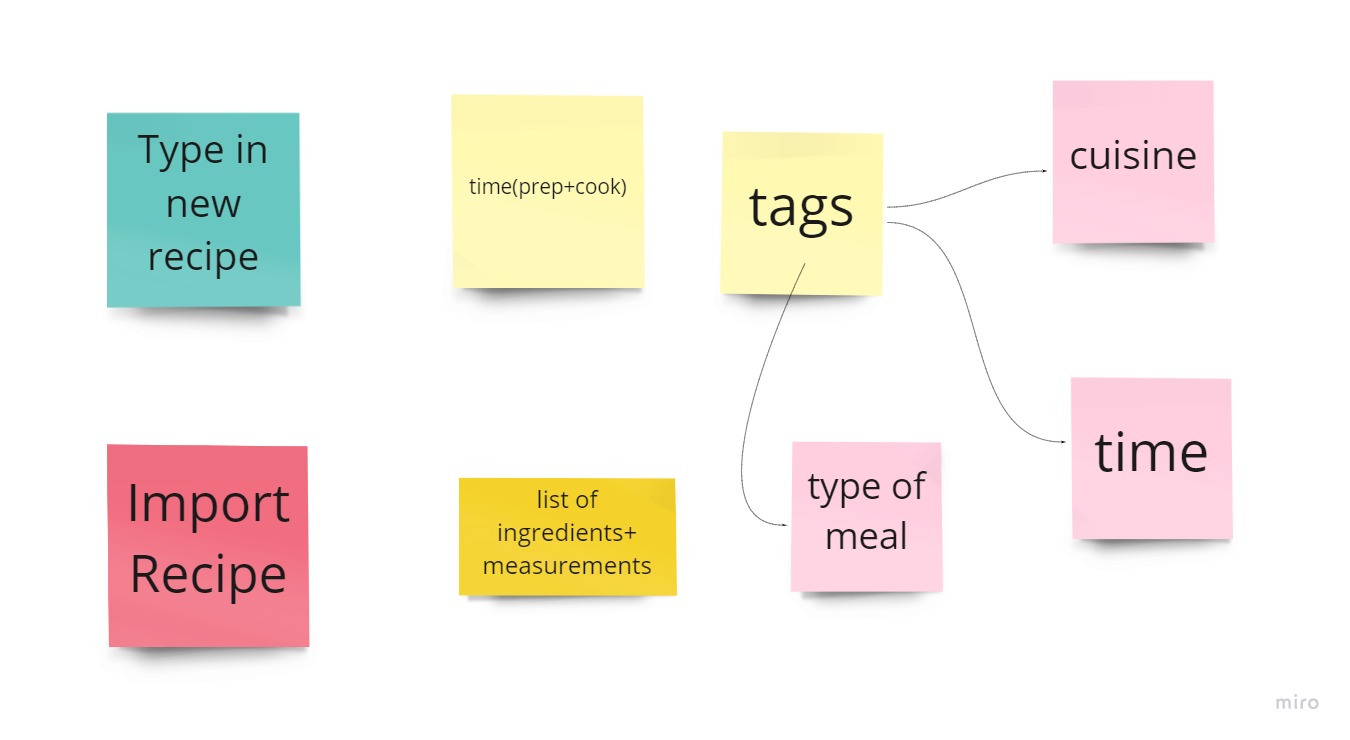 Type in
new
recipe
time(prep+cook)
tags
cuisine
Import
Recipe
list of
ingredients+
measurements
type of
meal
time
miro